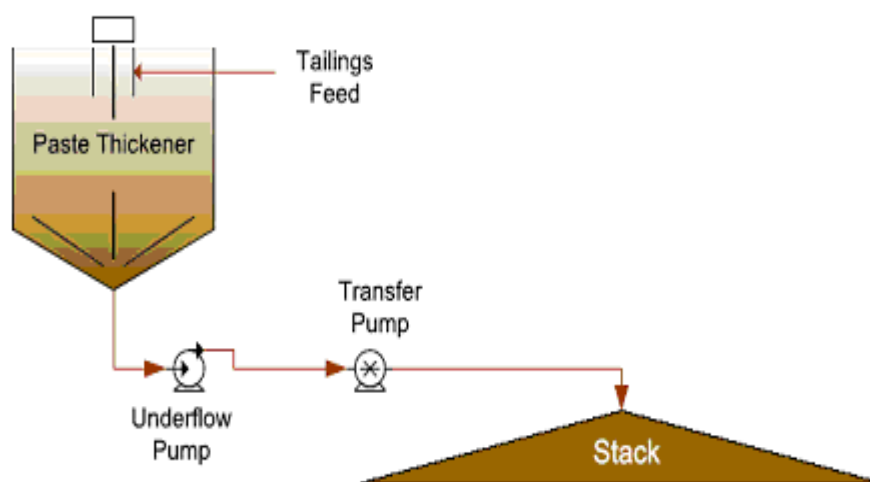 Tailings
Feed
Paste Thickener
Transfer
Pump
Underflow
Pump
Stack